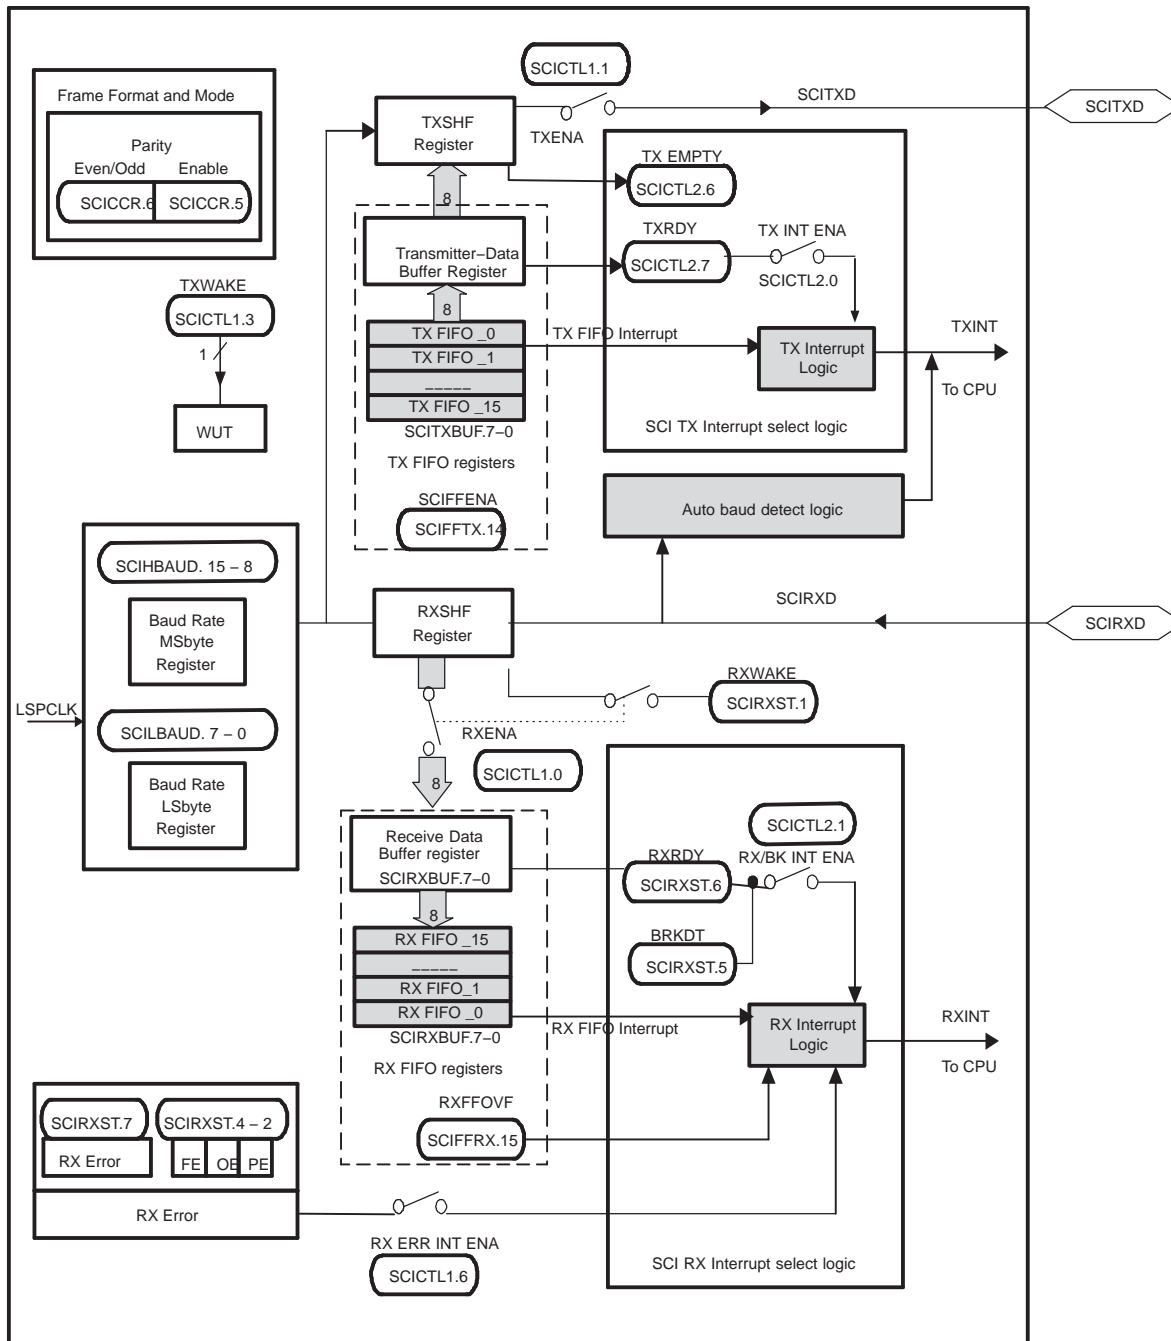 SCICTL1.1
Frame Format and Mode
Parity
Even/Odd Enable
SCICCR.6 SCICCR.5
TXSHF
Register
TXENA
SCITXD
SCITXD
TX EMPTY
SCICTL2.6
8
Transmitter–Data
Buffer Register
TXRDY
SCICTL2.7
TX INT ENA
SCICTL2.0
TXWAKE
SCICTL1.3
1
WUT
8
TX FIFO _0
TX FIFO _1
_____
TX FIFO _15
SCITXBUF.7–0
TX FIFO registers
SCIFFENA
SCIFFTX.14
TX FIFO Interrupt
TX Interrupt
Logic
TXINT
To CPU
SCI TX Interrupt select logic
Auto baud detect logic
SCIHBAUD. 15 – 8
Baud Rate
MSbyte
Register
LSPCLK
SCILBAUD. 7 – 0
Baud Rate
LSbyte
Register
RXSHF
Register
SCIRXD
SCIRXD
RXWAKE
SCIRXST.1
RXENA
SCICTL1.0
8
Receive Data
Buffer register
SCIRXBUF.7–0
8
RX FIFO _15
_____
RX FIFO_1
RX FIFO _0
SCIRXBUF.7–0
RX FIFO registers
RXFFOVF
SCIFFRX.15
SCICTL2.1
RXRDY
SCIRXST.6
RX/BK INT ENA
BRKDT
SCIRXST.5
RX FIFO Interrupt
RX Interrupt
Logic
RXINT
To CPU
SCI RX Interrupt select logic
SCIRXST.7 SCIRXST.4 – 2
RX Error FE OE PE
RX Error
RX ERR INT ENA
SCICTL1.6